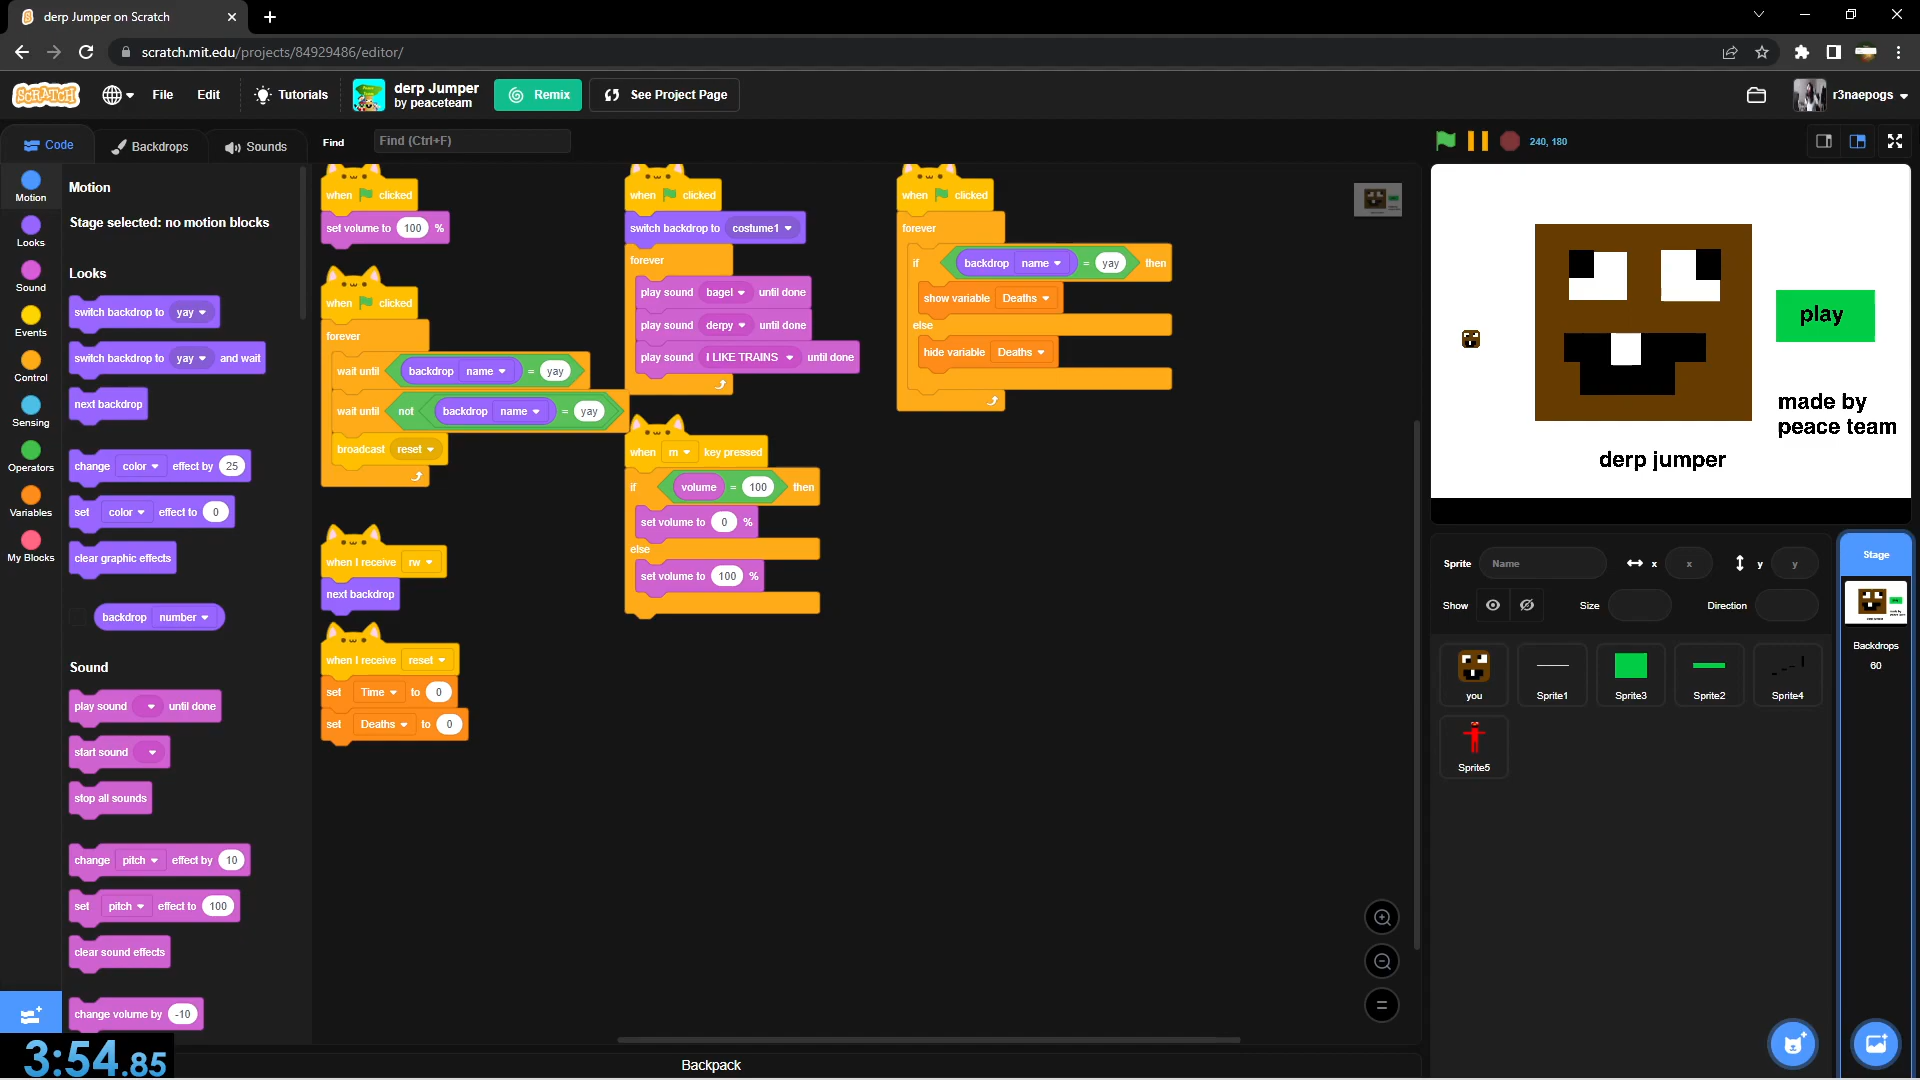 derp Jumper on Scratch
scratch.mit.edu/projects/84929486/editor/
SCRATCH
File
Edit
Tutorials
derp Jumper
by peaceteam
Remix
See Project Page
r3naepogs
Code
Backdrops
Sounds
Find
Find (Ctrl+F)
240, 180
Motion
Looks
Sound
Events
Control
Sensing
Operators
Variables
My Blocks
Motion
Stage selected: no motion blocks
Looks
switch backdrop to yay
switch backdrop to yay and wait
next backdrop
change color effect by 25
set color effect to 0
clear graphic effects
backdrop number
Sound
play sound until done
start sound
stop all sounds
change pitch effect by 10
set pitch effect to 100
clear sound effects
change volume by -10
when clicked
set volume to 100 %
when clicked
forever
wait until backdrop name = yay
wait until not backdrop name = yay
broadcast reset
when I receive rw
next backdrop
when I receive reset
set Time to 0
set Deaths to 0
when clicked
switch backdrop to costume1
forever
play sound bagel until done
play sound derpy until done
play sound I LIKE TRAINS until done
when m key pressed
if volume = 100 then
set volume to 0 %
else
set volume to 100 %
when clicked
forever
if backdrop name = yay then
show variable Deaths
else
hide variable Deaths
play
made by
peace team
derp jumper
Sprite Name x x y y
Show Size Direction
you
Sprite1
Sprite3
Sprite2
Sprite4
Sprite5
Stage
Backdrops
60
Backpack
3:54.85